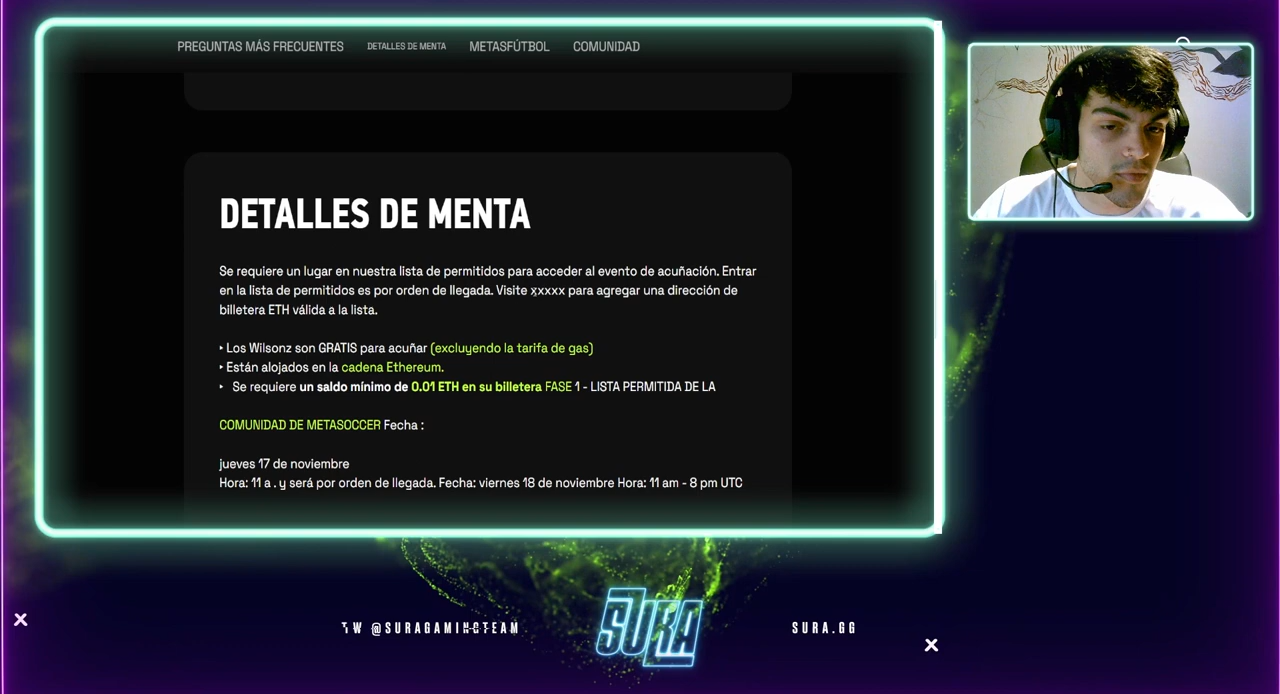 PREGUNTAS MÁS FRECUENTES DETALLES DE MENTA METASFÚTBOL COMUNIDAD
DETALLES DE MENTA
Se requiere un lugar en nuestra lista de permitidos para acceder al evento de acuñación. Entrar
en la lista de permitidos es por orden de llegada. Visite xxxxx para agregar una dirección de
billetera ETH válida a la lista.
‣ Los Wilsonz son GRATIS para acuñar (excluyendo la tarifa de gas)
‣ Están alojados en la cadena Ethereum.
‣ Se requiere un saldo mínimo de 0.01 ETH en su billetera FASE 1 - LISTA PERMITIDA DE LA
COMUNIDAD DE METASOCCER Fecha :
jueves 17 de noviembre
Hora: 11 a . y será por orden de llegada. Fecha: viernes 18 de noviembre Hora: 11 am - 8 pm UTC
TW @SURAGAMINGTEAM
SURA
SURA.GG